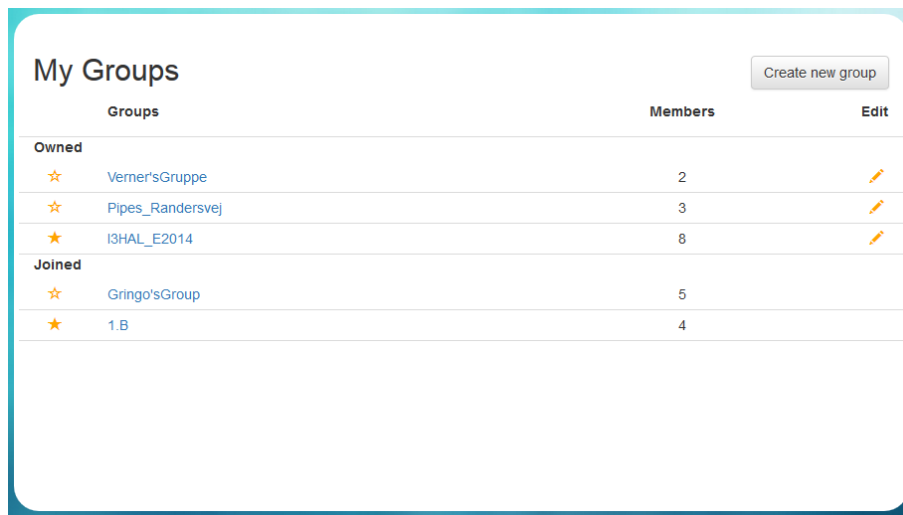 My Groups
Create new group
Groups Members Edit
Owned
Verner'sGruppe 2
Pipes_Randersvej 3
I3HAL_E2014 8
Joined
Gringo'sGroup 5
1.B 4